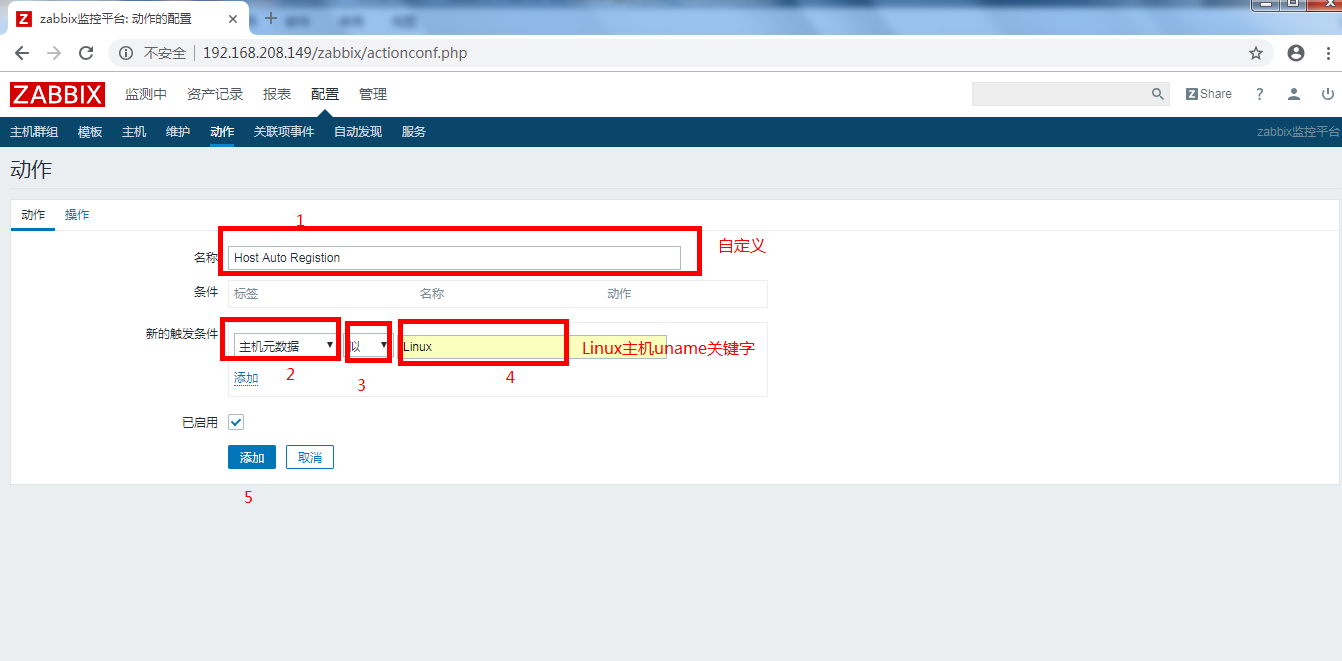 zabbix监控平台: 动作的配置
不安全 192.168.208.149/zabbix/actionconf.php
ZABBIX 监测中 资产记录 报表 配置 管理 Z Share ?
主机群组 模板 主机 维护 动作 关联项事件 自动发现 服务 zabbix监控平台
动作
动作 操作
1
名称 Host Auto Registion 自定义
条件 标签 名称 动作
新的触发条件 主机元数据 似 Linux Linux主机uname关键字
添加 2 3 4
已启用
添加 取消
5